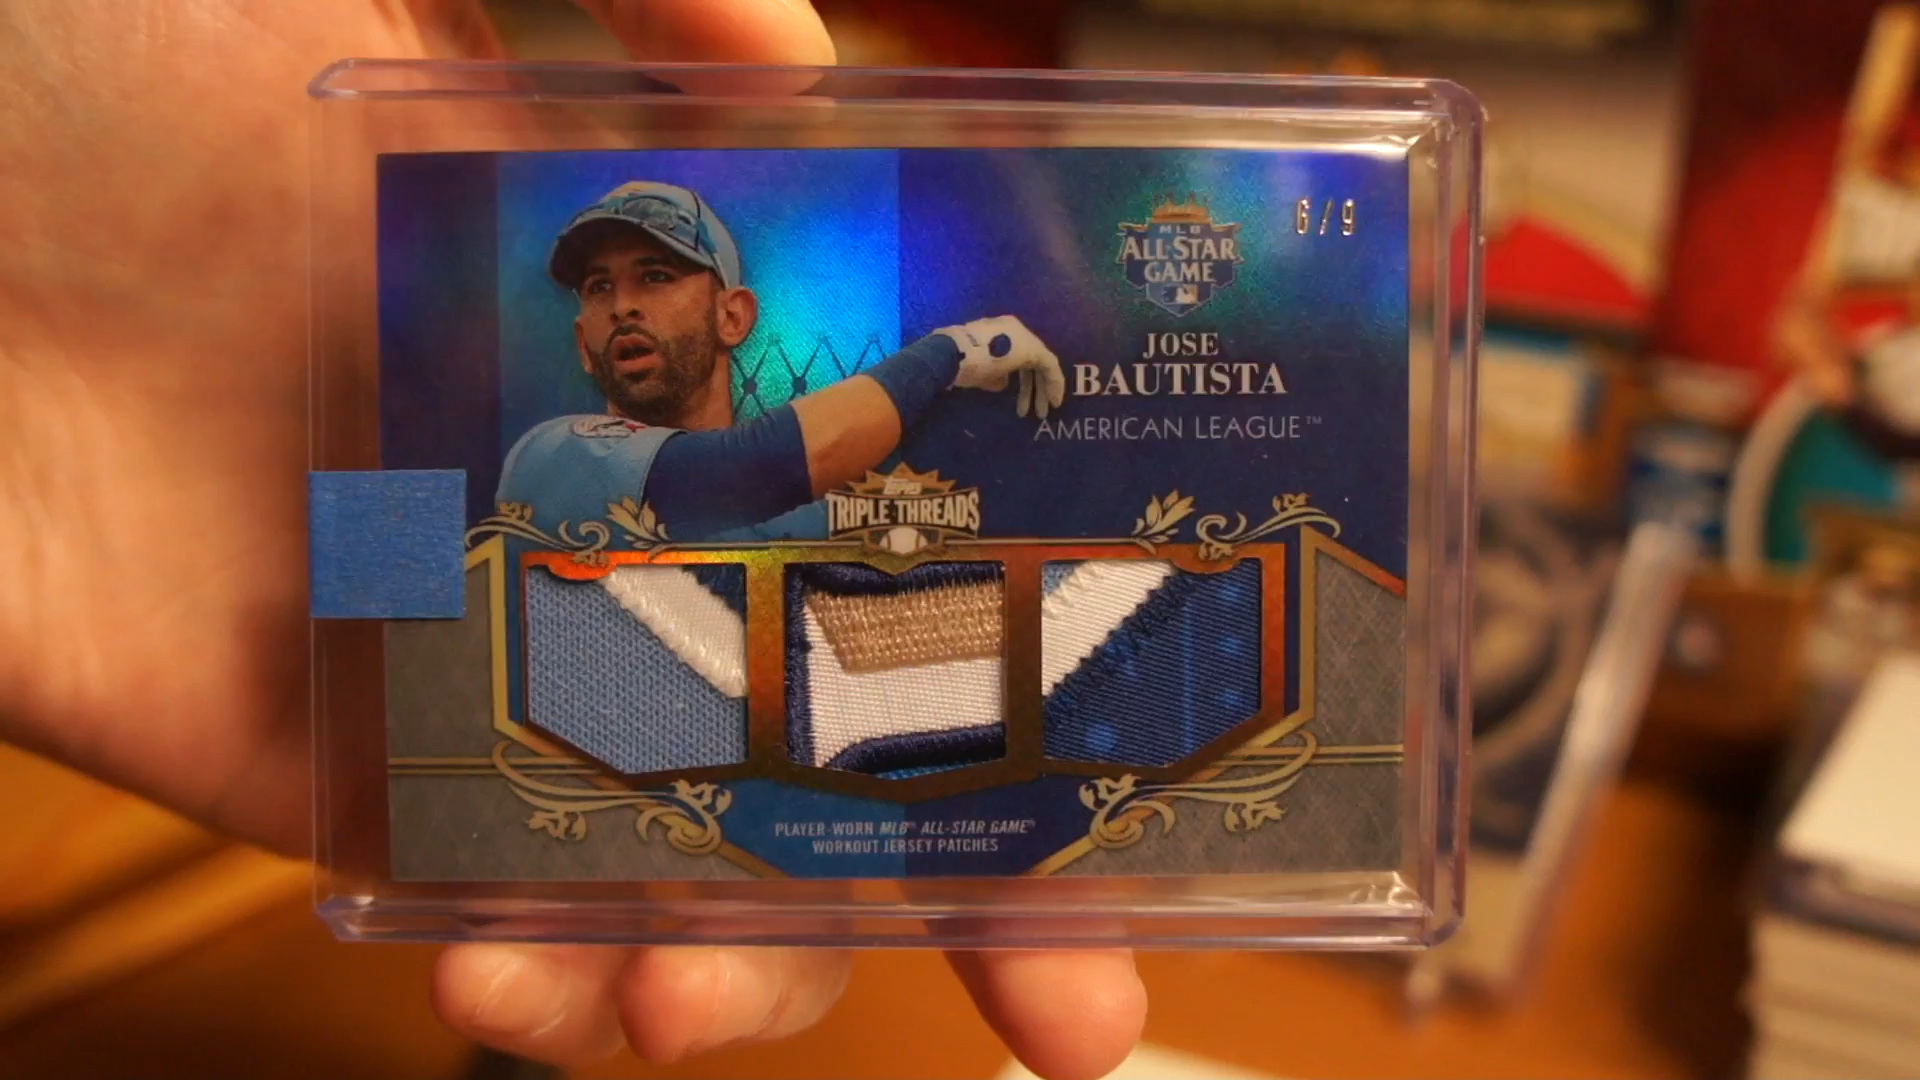 6/9
MLB
ALL·STAR
GAME
JOSE
BAUTISTA
AMERICAN LEAGUE™
TOPPS
TRIPLE THREADS
PLAYER-WORN MLB® ALL-STAR GAME®
WORKOUT JERSEY PATCHES